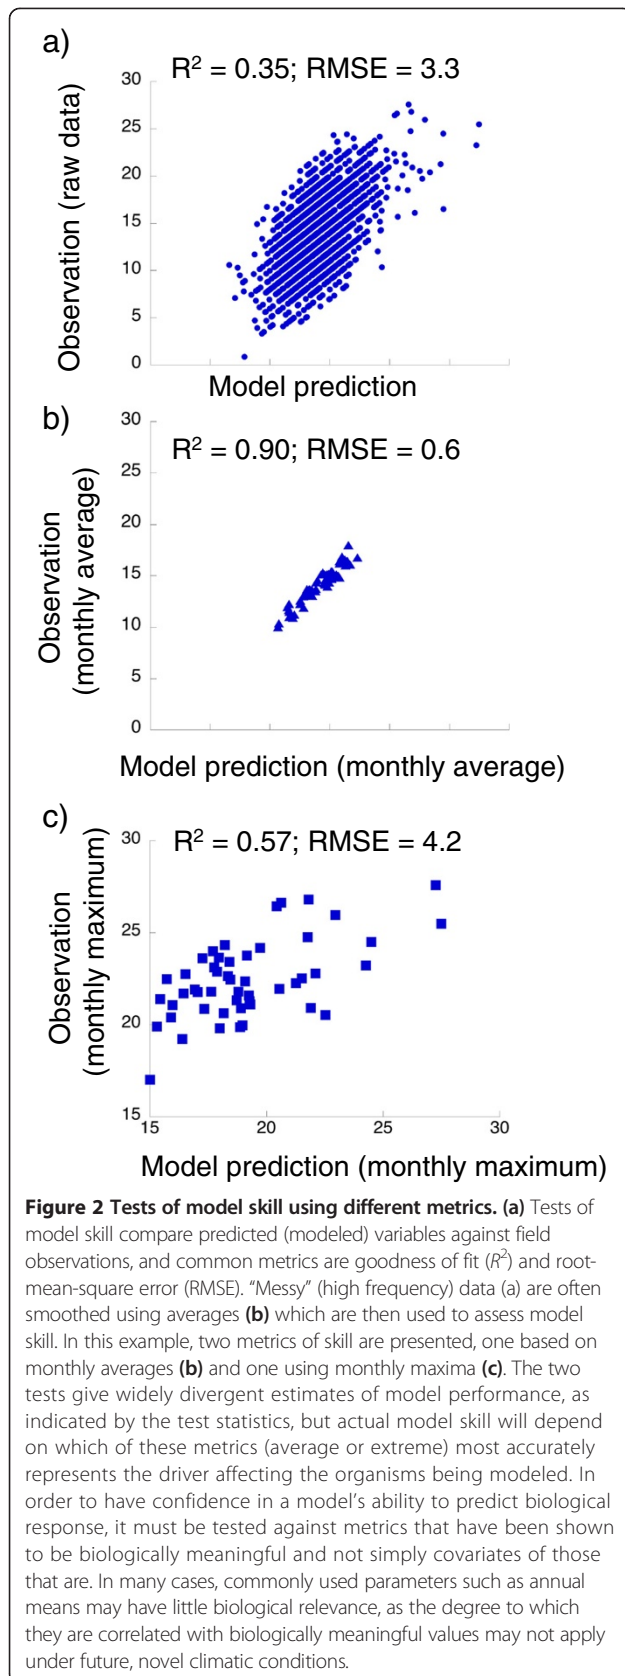 a)
R² = 0.35; RMSE = 3.3
Observation (raw data)
30
25
20
15
10
5
0
Model prediction
b)
R² = 0.90; RMSE = 0.6
Observation
(monthly average)
30
25
20
15
10
5
0
Model prediction (monthly average)
c)
R² = 0.57; RMSE = 4.2
Observation
(monthly maximum)
30
25
20
15
15
20
25
30
Model prediction (monthly maximum)
Figure 2 Tests of model skill using different metrics. (a) Tests of
model skill compare predicted (modeled) variables against field
observations, and common metrics are goodness of fit (R²) and root-
mean-square error (RMSE). “Messy” (high frequency) data (a) are often
smoothed using averages (b) which are then used to assess model
skill. In this example, two metrics of skill are presented, one based on
monthly averages (b) and one using monthly maxima (c). The two
tests give widely divergent estimates of model performance, as
indicated by the test statistics, but actual model skill will depend
on which of these metrics (average or extreme) most accurately
represents the driver affecting the organisms being modeled. In
order to have confidence in a model’s ability to predict biological
response, it must be tested against metrics that have been shown
to be biologically meaningful and not simply covariates of those
that are. In many cases, commonly used parameters such as annual
means may have little biological relevance, as the degree to which
they are correlated with biologically meaningful values may not apply
under future, novel climatic conditions.